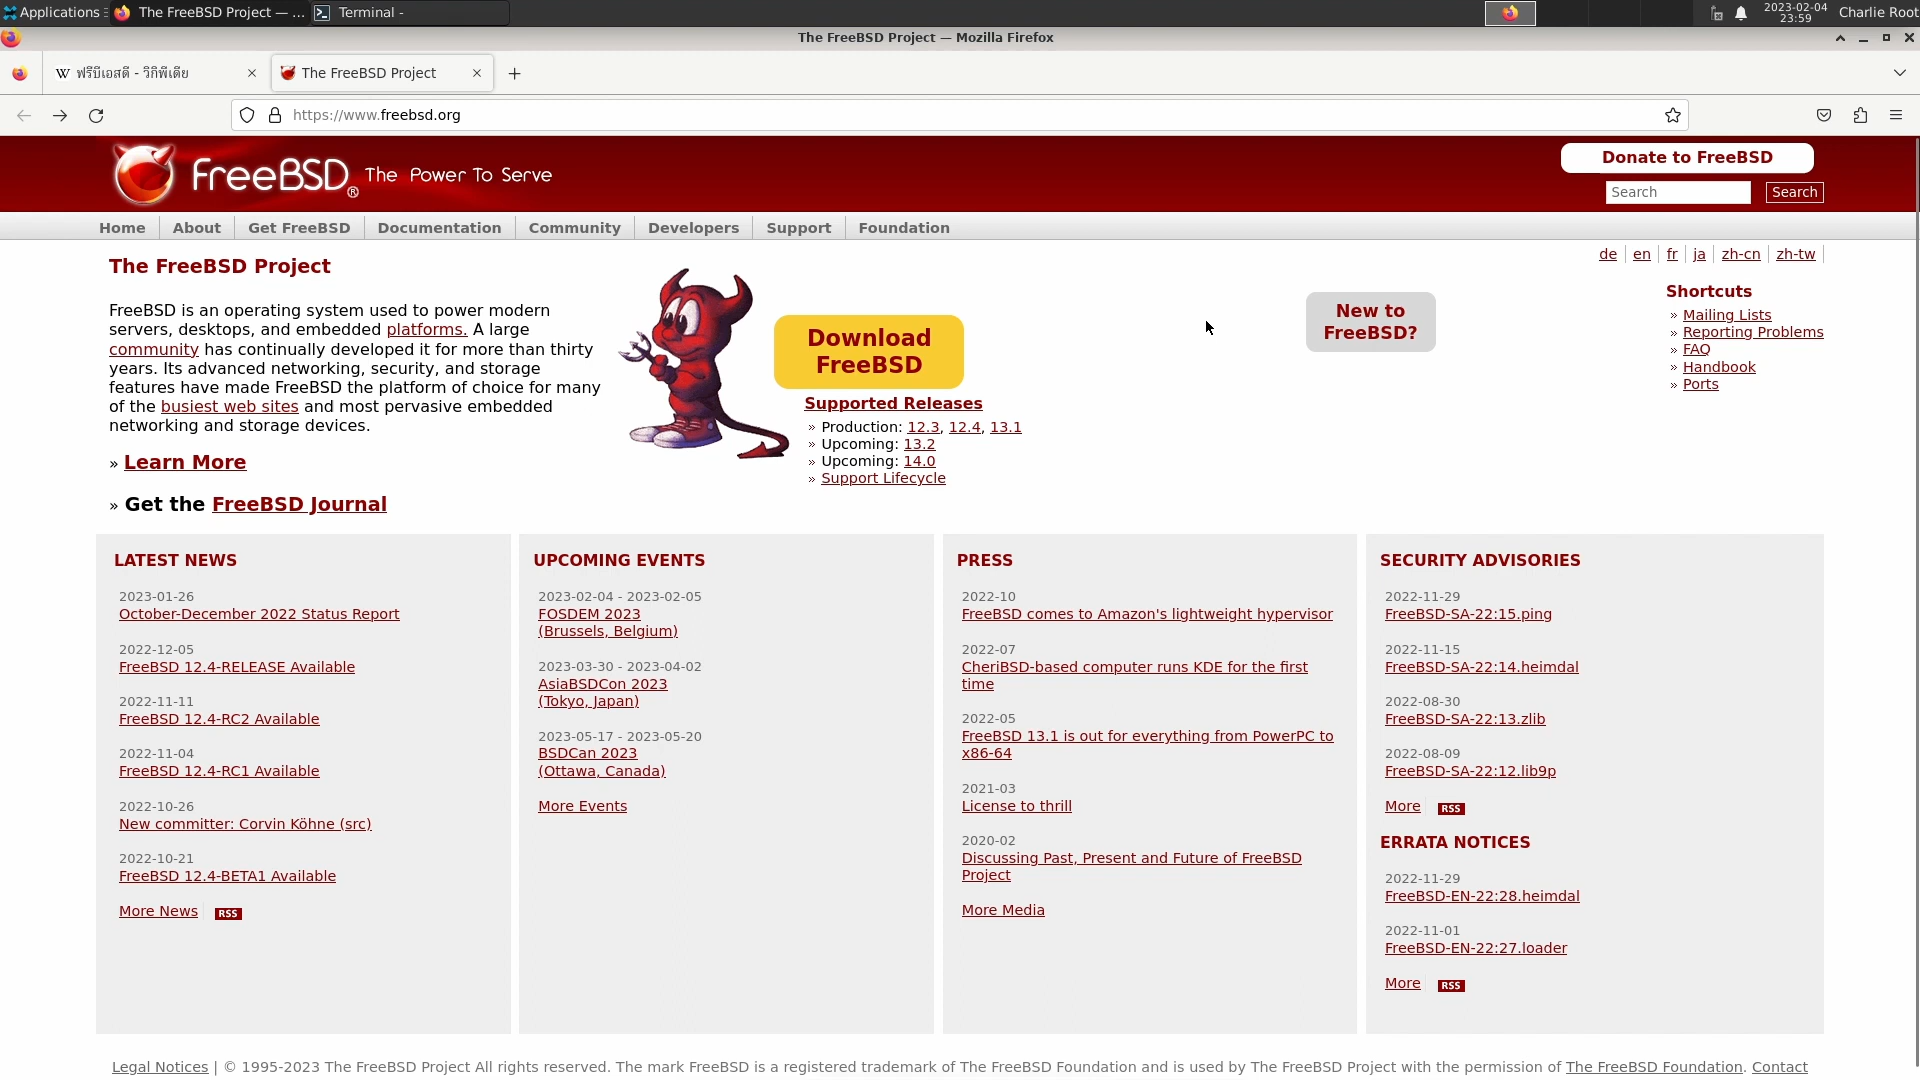 Applications
The FreeBSD Project — ...
Terminal -
2023-02-04
23:59
Charlie Root
The FreeBSD Project — Mozilla Firefox
W ฟรีบีเอสดี - วิกิพีเดีย
The FreeBSD Project
https://www.freebsd.org
FreeBSD® The Power To Serve
Donate to FreeBSD
Search
Search
Home
About
Get FreeBSD
Documentation
Community
Developers
Support
Foundation
de
en
fr
ja
zh-cn
zh-tw
The FreeBSD Project
FreeBSD is an operating system used to power modern
servers, desktops, and embedded platforms. A large
community has continually developed it for more than thirty
years. Its advanced networking, security, and storage
features have made FreeBSD the platform of choice for many
of the busiest web sites and most pervasive embedded
networking and storage devices.
» Learn More
» Get the FreeBSD Journal
Download
FreeBSD
Supported Releases
» Production: 12.3, 12.4, 13.1
» Upcoming: 13.2
» Upcoming: 14.0
» Support Lifecycle
New to
FreeBSD?
Shortcuts
» Mailing Lists
» Reporting Problems
» FAQ
» Handbook
» Ports
LATEST NEWS
2023-01-26
October-December 2022 Status Report
2022-12-05
FreeBSD 12.4-RELEASE Available
2022-11-11
FreeBSD 12.4-RC2 Available
2022-11-04
FreeBSD 12.4-RC1 Available
2022-10-26
New committer: Corvin Köhne (src)
2022-10-21
FreeBSD 12.4-BETA1 Available
More News RSS
UPCOMING EVENTS
2023-02-04 - 2023-02-05
FOSDEM 2023
(Brussels, Belgium)
2023-03-30 - 2023-04-02
AsiaBSDCon 2023
(Tokyo, Japan)
2023-05-17 - 2023-05-20
BSDCan 2023
(Ottawa, Canada)
More Events
PRESS
2022-10
FreeBSD comes to Amazon's lightweight hypervisor
2022-07
CheriBSD-based computer runs KDE for the first
time
2022-05
FreeBSD 13.1 is out for everything from PowerPC to
x86-64
2021-03
License to thrill
2020-02
Discussing Past, Present and Future of FreeBSD
Project
More Media
SECURITY ADVISORIES
2022-11-29
FreeBSD-SA-22:15.ping
2022-11-15
FreeBSD-SA-22:14.heimdal
2022-08-30
FreeBSD-SA-22:13.zlib
2022-08-09
FreeBSD-SA-22:12.lib9p
More RSS
ERRATA NOTICES
2022-11-29
FreeBSD-EN-22:28.heimdal
2022-11-01
FreeBSD-EN-22:27.loader
More RSS
Legal Notices | © 1995-2023 The FreeBSD Project All rights reserved. The mark FreeBSD is a registered trademark of The FreeBSD Foundation and is used by The FreeBSD Project with the permission of The FreeBSD Foundation. Contact